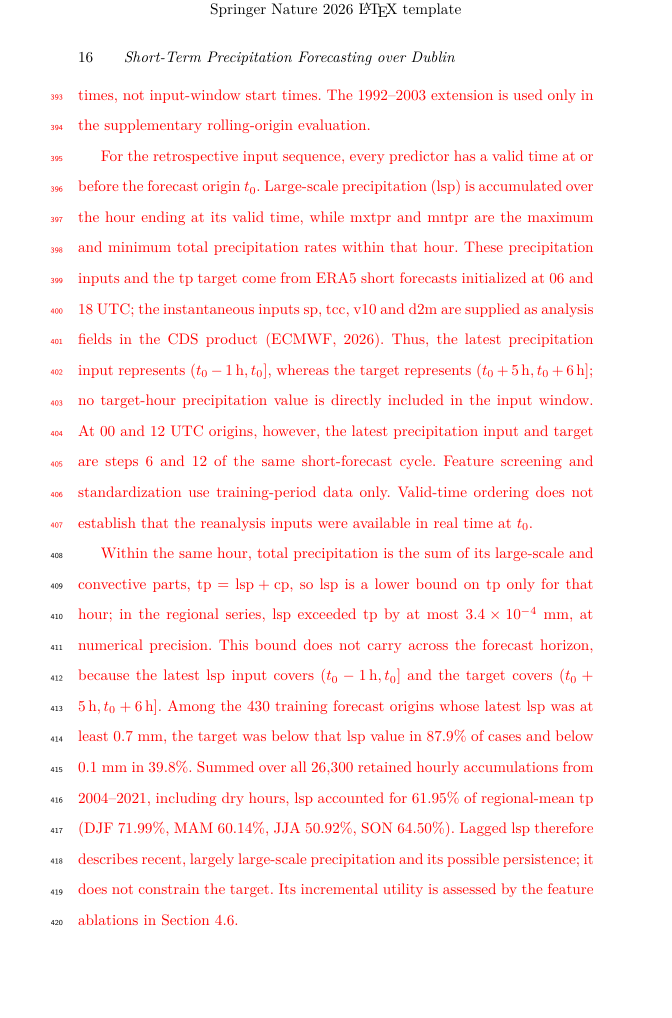 Springer Nature 2026 LATEX template
16 Short-Term Precipitation Forecasting over Dublin
393 times, not input-window start times. The 1992–2003 extension is used only in
394 the supplementary rolling-origin evaluation.
395 For the retrospective input sequence, every predictor has a valid time at or
396 before the forecast origin t₀. Large-scale precipitation (lsp) is accumulated over
397 the hour ending at its valid time, while mxtpr and mntpr are the maximum
398 and minimum total precipitation rates within that hour. These precipitation
399 inputs and the tp target come from ERA5 short forecasts initialized at 06 and
400 18 UTC; the instantaneous inputs sp, tcc, v10 and d2m are supplied as analysis
401 fields in the CDS product (ECMWF, 2026). Thus, the latest precipitation
402 input represents (t₀ − 1 h, t₀], whereas the target represents (t₀ + 5 h, t₀ + 6 h];
403 no target-hour precipitation value is directly included in the input window.
404 At 00 and 12 UTC origins, however, the latest precipitation input and target
405 are steps 6 and 12 of the same short-forecast cycle. Feature screening and
406 standardization use training-period data only. Valid-time ordering does not
407 establish that the reanalysis inputs were available in real time at t₀.
408 Within the same hour, total precipitation is the sum of its large-scale and
409 convective parts, tp = lsp + cp, so lsp is a lower bound on tp only for that
410 hour; in the regional series, lsp exceeded tp by at most 3.4 × 10⁻⁴ mm, at
411 numerical precision. This bound does not carry across the forecast horizon,
412 because the latest lsp input covers (t₀ − 1 h, t₀] and the target covers (t₀ +
413 5 h, t₀ + 6 h]. Among the 430 training forecast origins whose latest lsp was at
414 least 0.7 mm, the target was below that lsp value in 87.9% of cases and below
415 0.1 mm in 39.8%. Summed over all 26,300 retained hourly accumulations from
416 2004–2021, including dry hours, lsp accounted for 61.95% of regional-mean tp
417 (DJF 71.99%, MAM 60.14%, JJA 50.92%, SON 64.50%). Lagged lsp therefore
418 describes recent, largely large-scale precipitation and its possible persistence; it
419 does not constrain the target. Its incremental utility is assessed by the feature
420 ablations in Section 4.6.